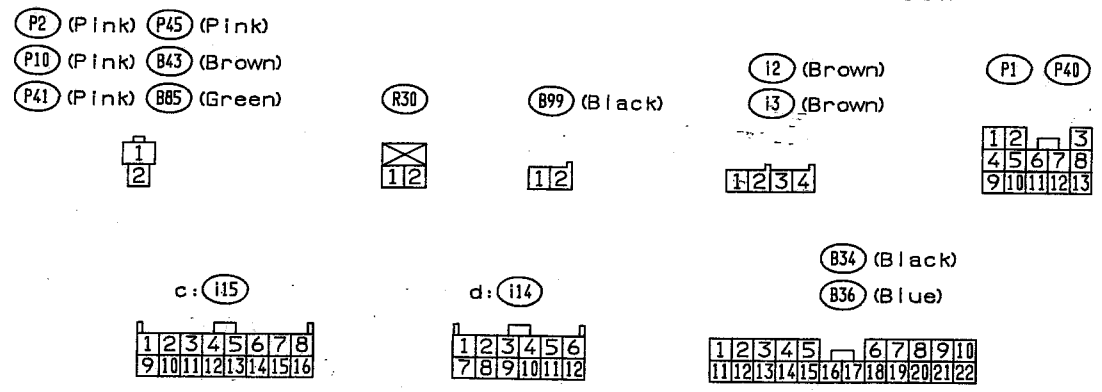 P2 (Pink) P45 (Pink)
P10 (Pink) B43 (Brown)
P41 (Pink) B85 (Green)
1
2
R30
1 2
B99 (Black)
1 2
i2 (Brown)
i3 (Brown)
1 2 3 4
P1 P40
1 2 3
4 5 6 7 8
9 10 11 12 13
c: i15
1 2 3 4 5 6 7 8
9 10 11 12 13 14 15 16
d: i14
1 2 3 4 5 6
7 8 9 10 11 12
B34 (Black)
B36 (Blue)
1 2 3 4 5 6 7 8 9 10
11 12 13 14 15 16 17 18 19 20 21 22